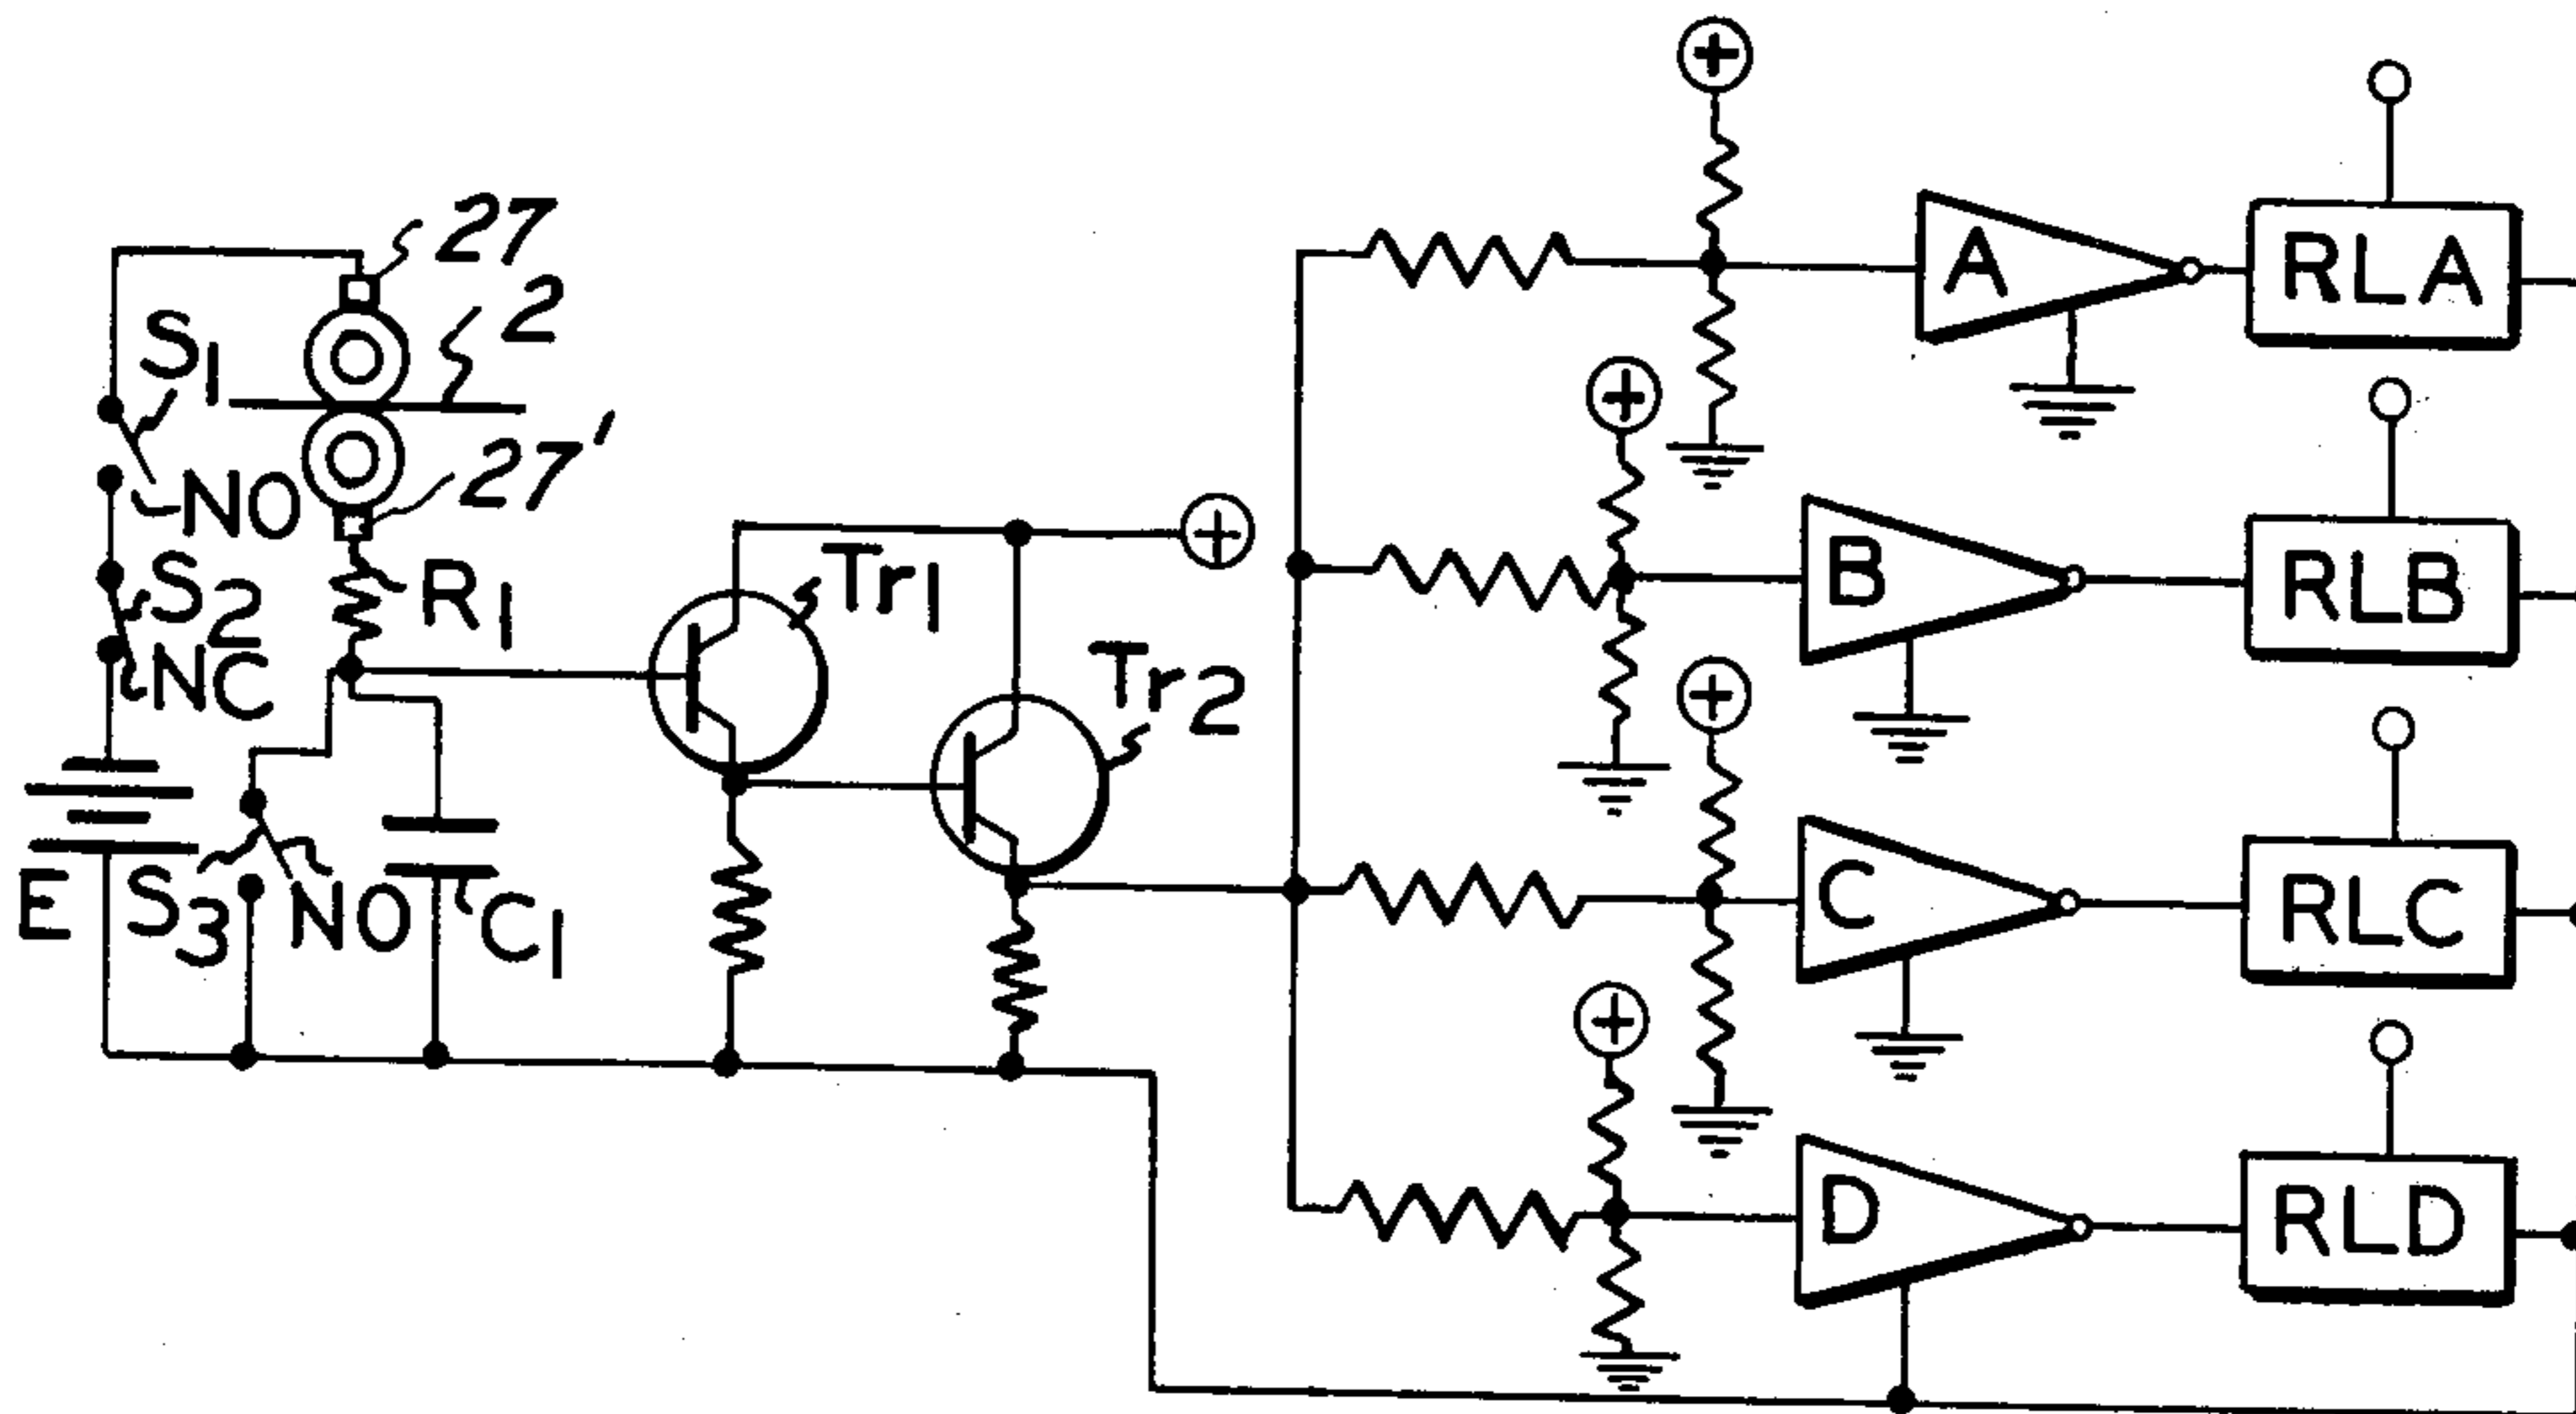 27
2
S1
NO
27'
S2
NC
R1
Tr1
Tr2
E
S3
NO
C1
A
RLA
B
RLB
C
RLC
D
RLD